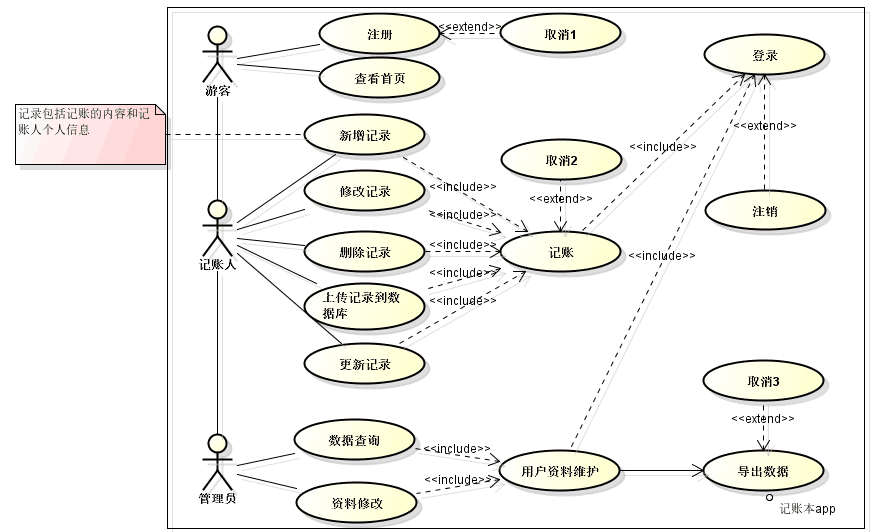 注册
<<extend>>
取消1
登录
查看首页
游客
记录包括记账的内容和记
账人个人信息
新增记录
<<extend>>
<<include>>
取消2
修改记录
<<include>>
<<extend>>
注销
<<include>>
记账人
删除记录
<<include>>
记账
<<include>>
<<include>>
上传记录到数
据库
<<include>>
更新记录
取消3
<<extend>>
数据查询
<<include>>
用户资料维护
导出数据
<<include>>
管理员
资料修改
记账本app